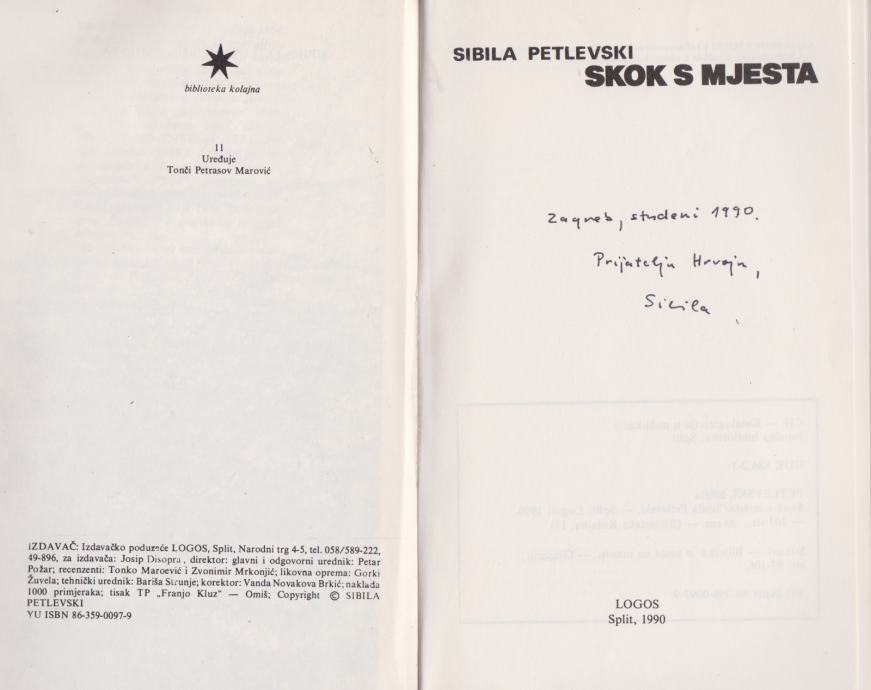 biblioteka kolajna
11
Uređuje
Tonči Petrasov Marović
IZDAVAČ: Izdavačko poduzeće LOGOS, Split, Narodni trg 4-5, tel. 058/589-222,
49-896, za izdavača: Josip Disopra, direktor: glavni i odgovorni urednik: Petar
Požar; recenzenti: Tonko Maroević i Zvonimir Mrkonjić; likovna oprema: Gorki
Žuvela; tehnički urednik: Bariša Strunje; korektor: Vanda Novakova Brkić; naklada
1000 primjeraka; tisak TP „Franjo Kluz” — Omiš; Copyright © SIBILA
PETLEVSKI
YU ISBN 86-359-0097-9
SIBILA PETLEVSKI
SKOK S MJESTA
Zagreb, studeni 1990.
Prijatelju Hrvoju,
Sibila
LOGOS
Split, 1990